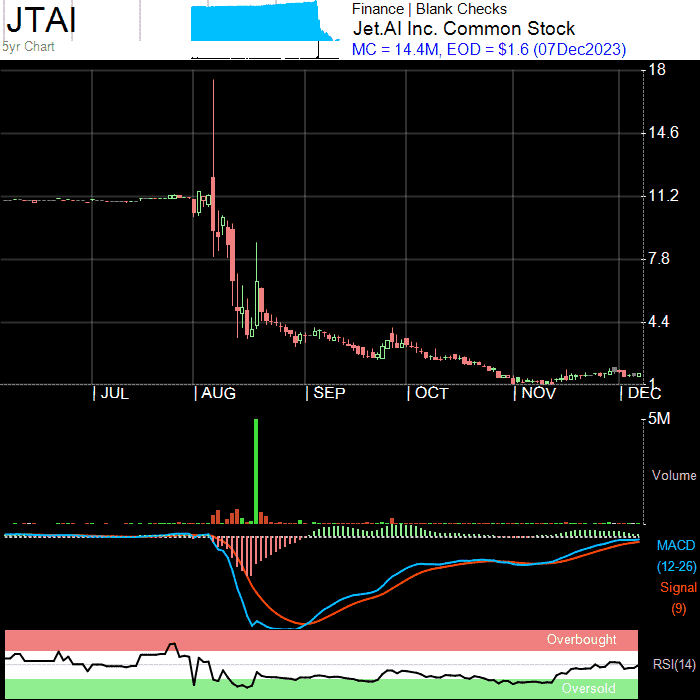 JTAI
5yr Chart
Finance | Blank Checks
Jet.AI Inc. Common Stock
MC = 14.4M, EOD = $1.6 (07Dec2023)
18
14.6
11.2
7.8
4.4
1
| JUL | AUG | SEP | OCT | NOV | DEC
5M
Volume
MACD
(12-26)
Signal
(9)
Overbought
RSI(14)
Oversold